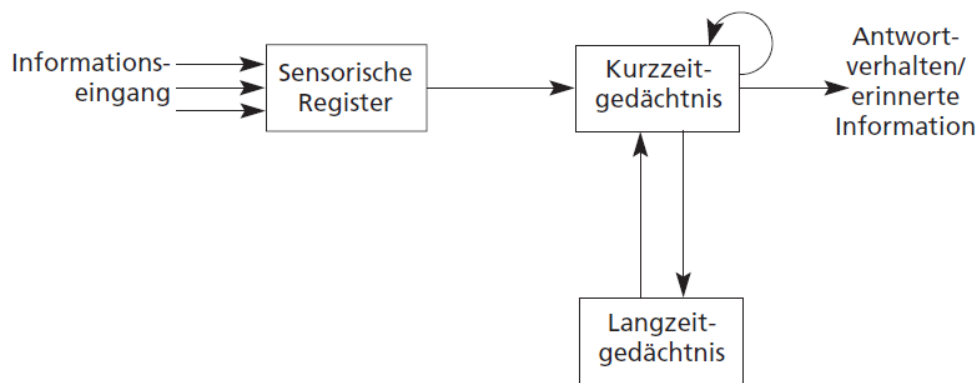 Informations-
eingang
Sensorische
Register
Kurzzeit-
gedächtnis
Antwort-
verhalten/
erinnerte
Information
Langzeit-
gedächtnis